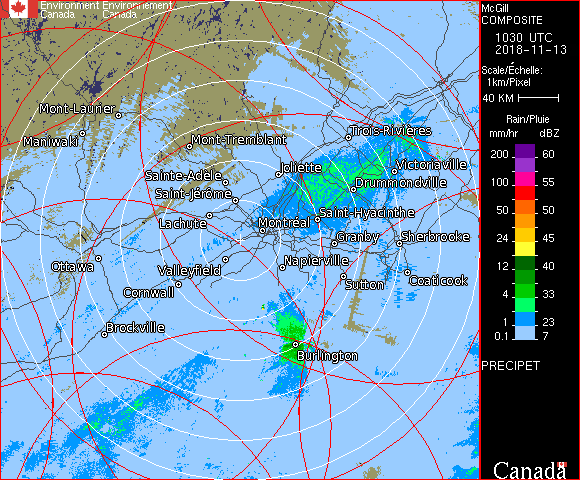 Environment Environnement
Canada Canada
McGill
COMPOSITE
1030 UTC
2018-11-13
Scale/Échelle:
1km/Pixel
40 KM
Rain/Pluie
mm/hr dBZ
200 60
100 55
50 50
24 45
12 40
4 33
1 23
0.1 7
PRECIPET
Canada
Mont-Laurier
Maniwaki
Mont-Tremblant
Trois-Rivières
Joliette
Victoriaville
Sainte-Adèle
Drummondville
Saint-Jérôme
Saint-Hyacinthe
Lachute
Montréal
Granby
Sherbrooke
Ottawa
Valleyfield
Napierville
Coaticook
Cornwall
Sutton
Brockville
Burlington